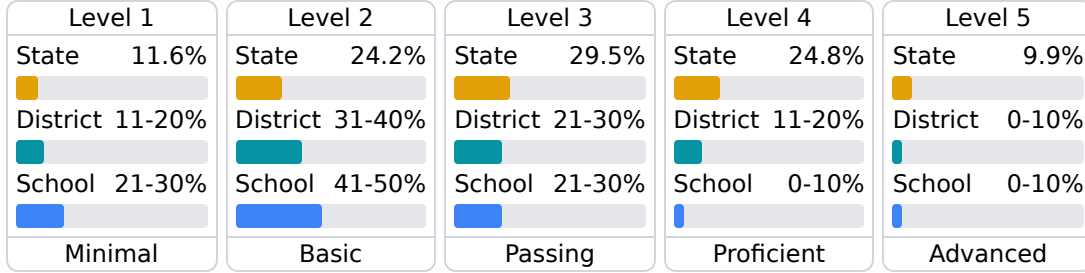 Level 1
State 11.6%
District 11-20%
School 21-30%
Minimal
Level 2
State 24.2%
District 31-40%
School 41-50%
Basic
Level 3
State 29.5%
District 21-30%
School 21-30%
Passing
Level 4
State 24.8%
District 11-20%
School 0-10%
Proficient
Level 5
State 9.9%
District 0-10%
School 0-10%
Advanced